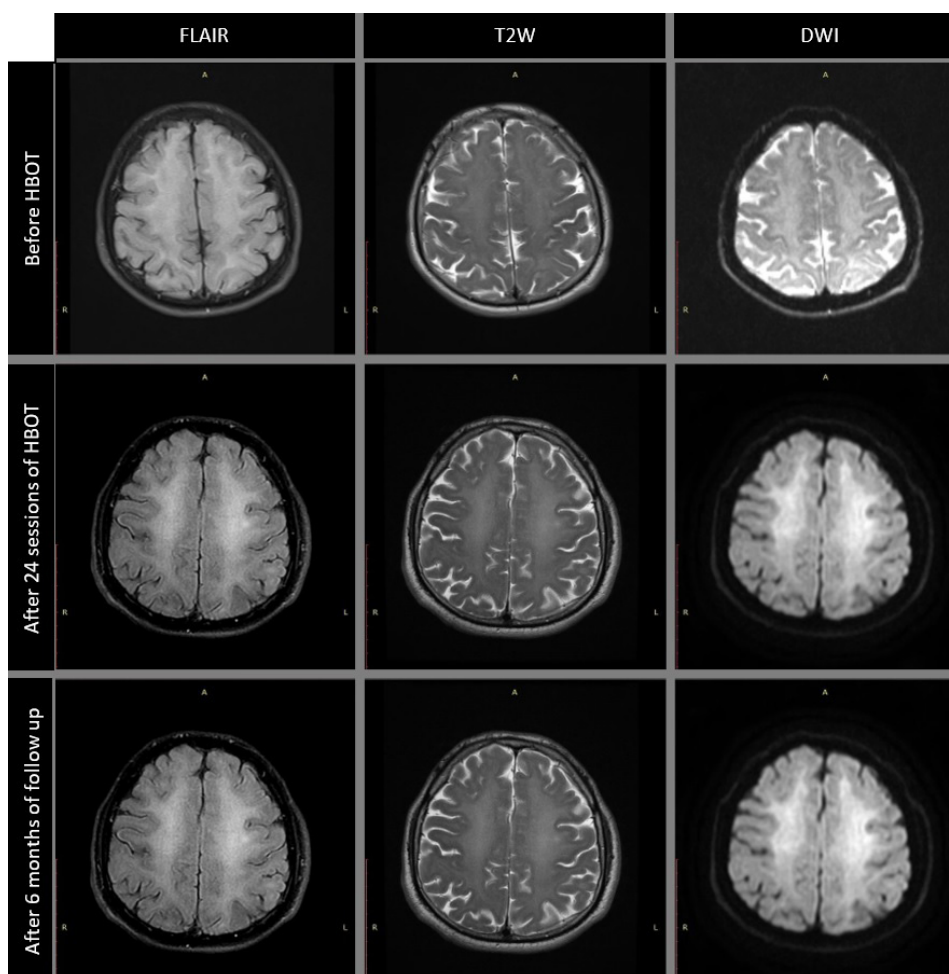 FLAIR
T2W
DWI
Before HBOT
A
A
A
R
L
R
L
R
After 24 sessions of HBOT
A
A
A
R
L
R
L
R
After 6 months of follow up
A
A
A
R
L
R
L
R